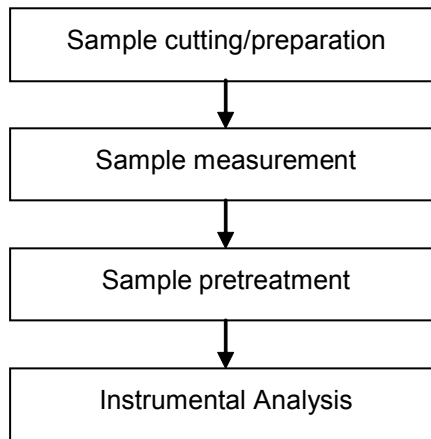 Sample cutting/preparation
Sample measurement
Sample pretreatment
Instrumental Analysis